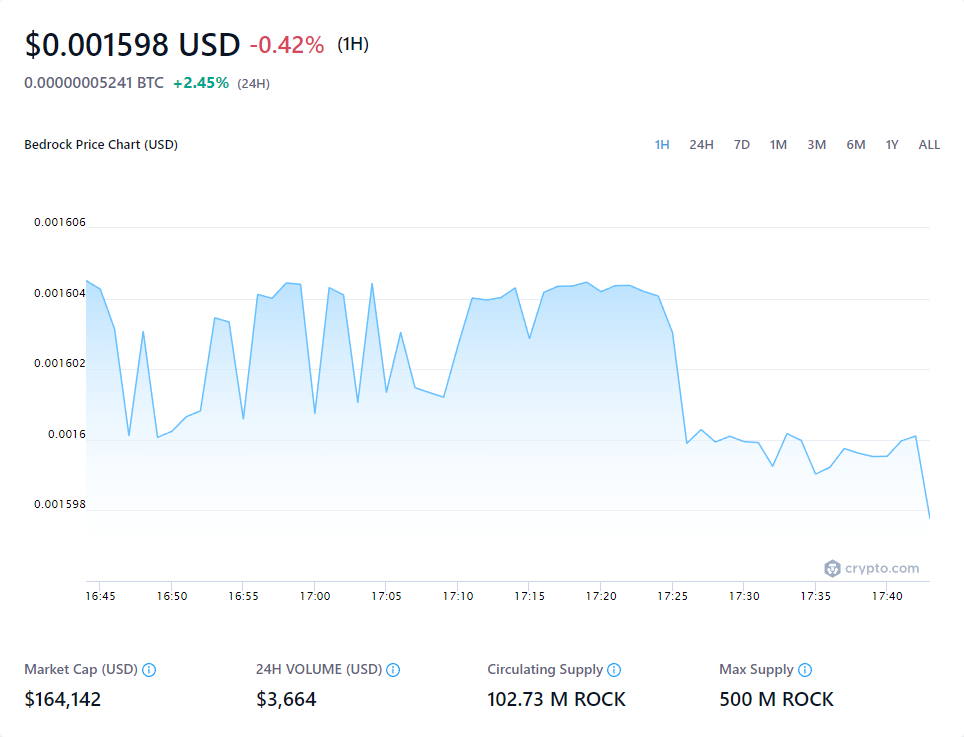 $0.001598 USD -0.42% (1H)
0.00000005241 BTC +2.45% (24H)
Bedrock Price Chart (USD) 1H 24H 7D 1M 3M 6M 1Y ALL
0.001606
0.001604
0.001602
0.0016
0.001598
crypto.com
16:45 16:50 16:55 17:00 17:05 17:10 17:15 17:20 17:25 17:30 17:35 17:40
Market Cap (USD) 24H VOLUME (USD) Circulating Supply Max Supply
$164,142 $3,664 102.73 M ROCK 500 M ROCK